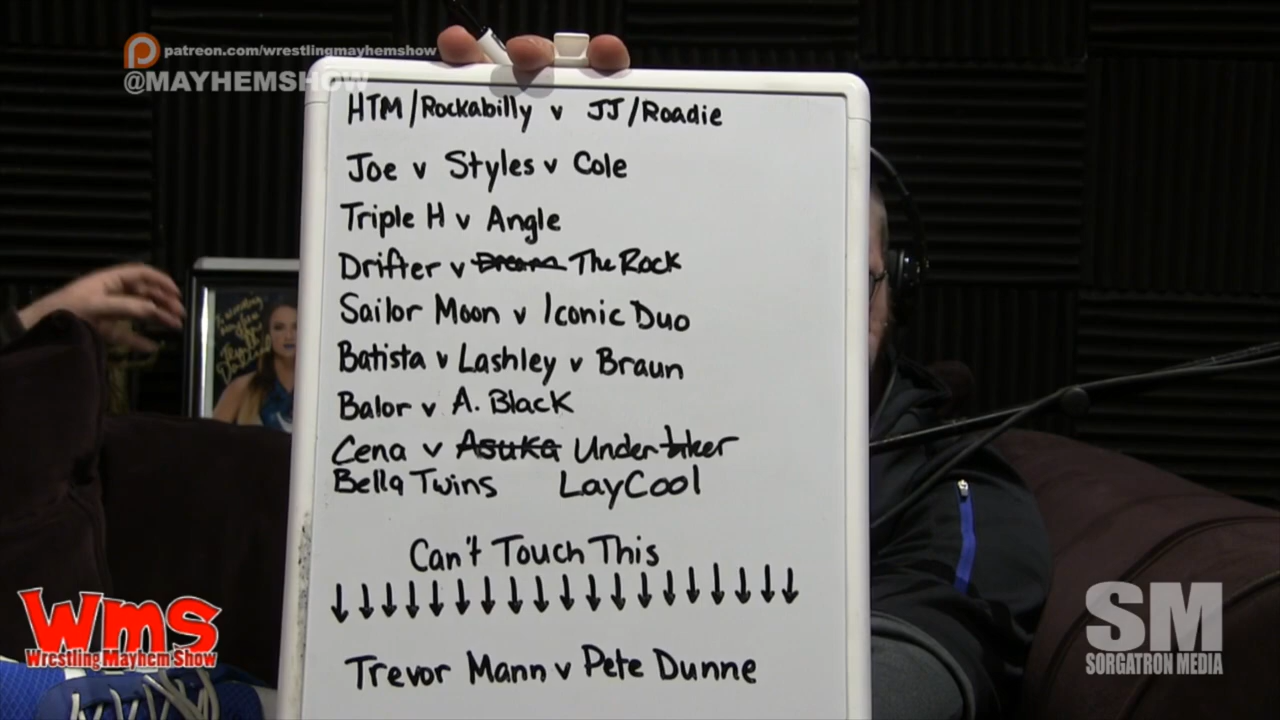 patreon.com/wrestlingmayhemshow
@MAYHEMSHOW
HTM/Rockabilly v JJ/Roadie
Joe v Styles v Cole
Triple H v Angle
Drifter v Dream The Rock
Sailor Moon v Iconic Duo
Batista v Lashley v Braun
Balor v A. Black
Cena v Asuka Undertaker
Bella Twins LayCool
Can't Touch This
Trevor Mann v Pete Dunne
WMS
Wrestling Mayhem Show
SM
SORGATRON MEDIA